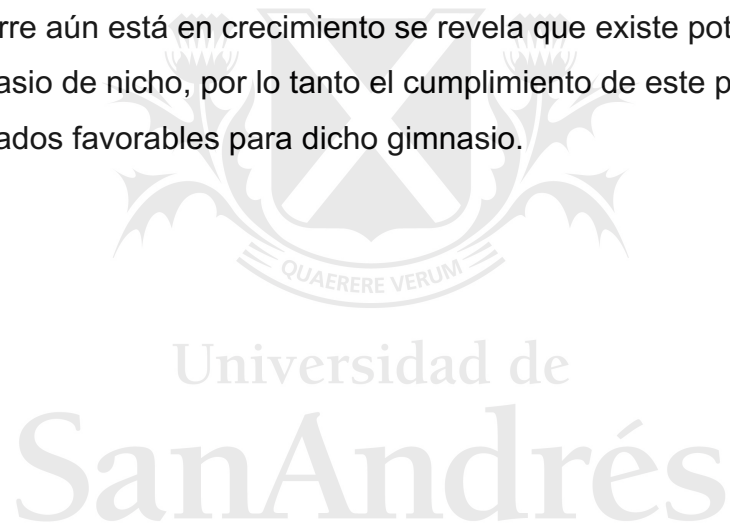 rre aún está en crecimiento se revela que existe pot
asio de nicho, por lo tanto el cumplimiento de este p
ados favorables para dicho gimnasio.
QUAERERE VERUM
Universidad de
SanAndrés